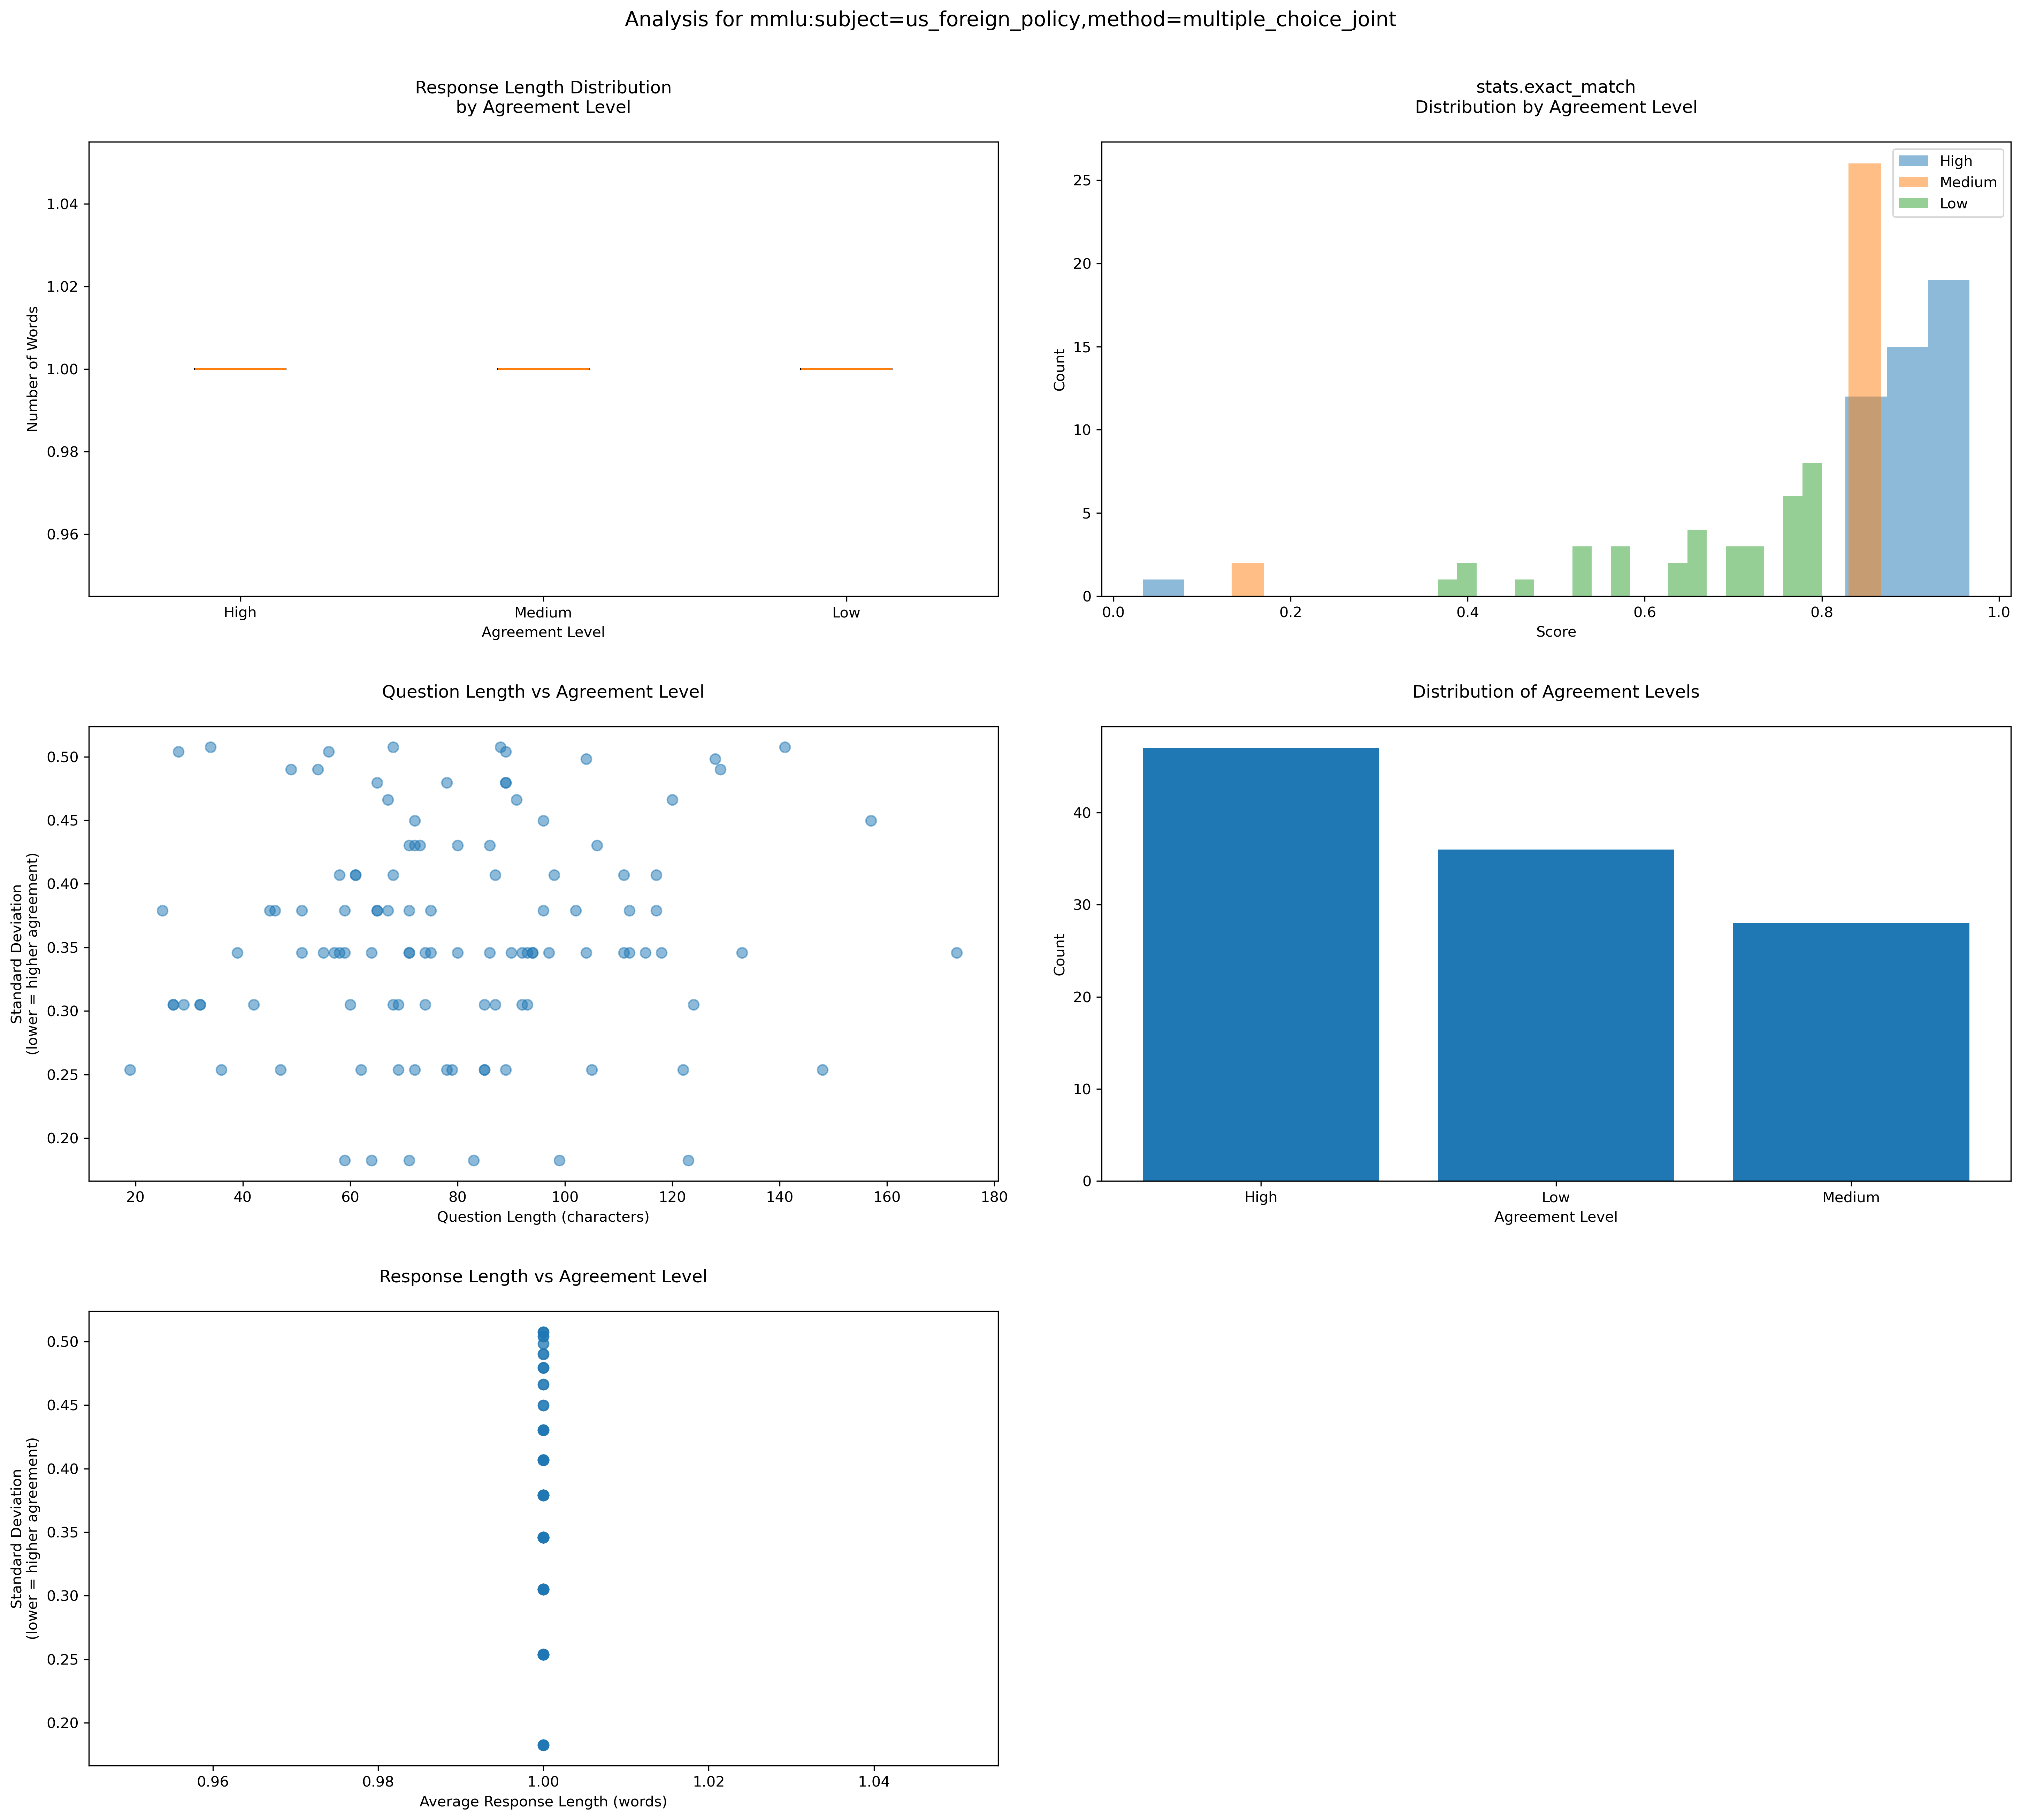 Analysis for mmlu:subject=us_foreign_policy,method=multiple_choice_joint
Response Length Distribution
by Agreement Level
Number of Words
1.04
1.02
1.00
0.98
0.96
High
Medium
Low
Agreement Level
stats.exact_match
Distribution by Agreement Level
Count
25
20
15
10
5
0
High
Medium
Low
0.0
0.2
0.4
0.6
0.8
1.0
Score
Question Length vs Agreement Level
Standard Deviation
(lower = higher agreement)
0.50
0.45
0.40
0.35
0.30
0.25
0.20
20
40
60
80
100
120
140
160
180
Question Length (characters)
Distribution of Agreement Levels
Count
40
30
20
10
0
High
Low
Medium
Agreement Level
Response Length vs Agreement Level
Standard Deviation
(lower = higher agreement)
0.50
0.45
0.40
0.35
0.30
0.25
0.20
0.96
0.98
1.00
1.02
1.04
Average Response Length (words)